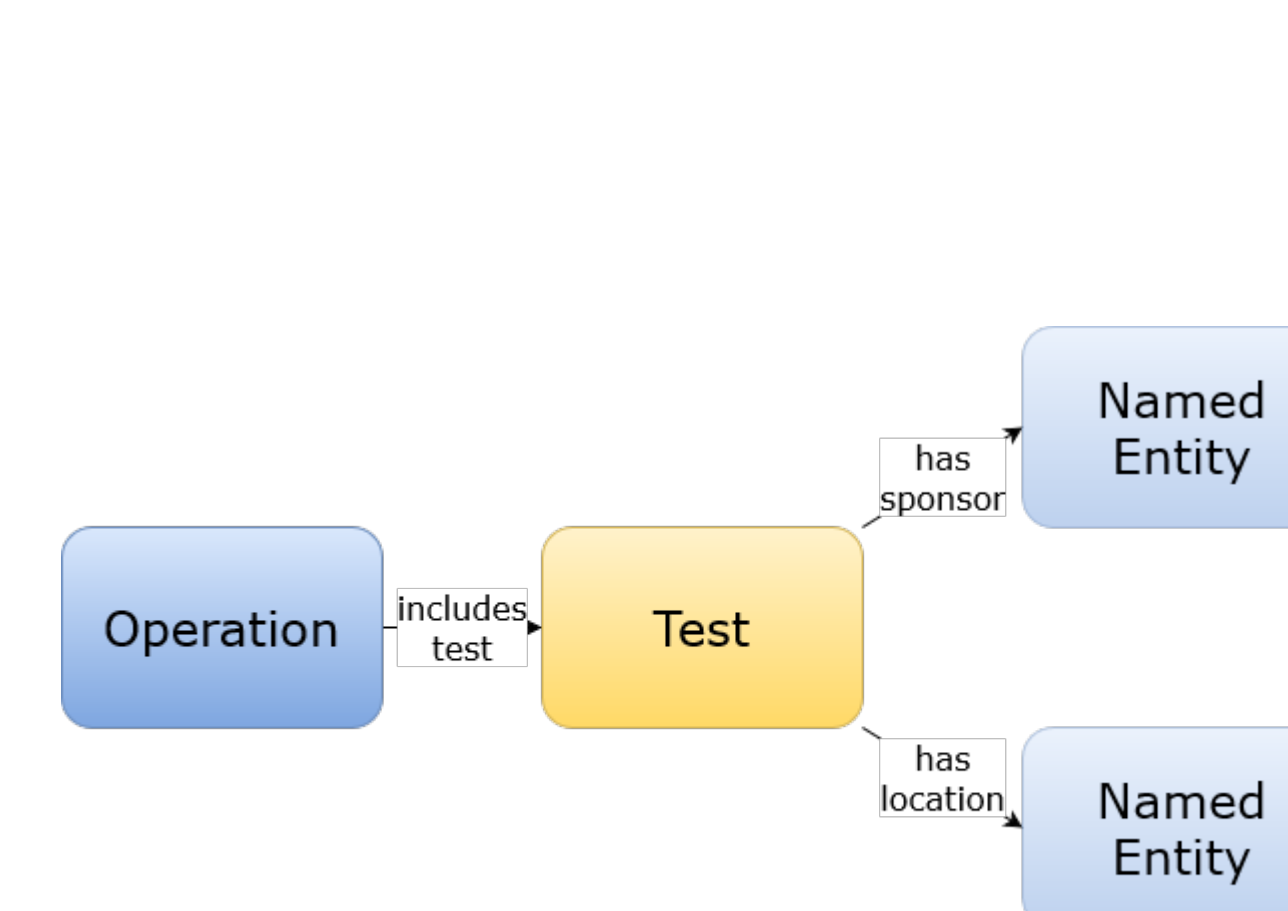 Operation
includes
test
Test
has
sponsor
Named
Entity
has
location
Named
Entity